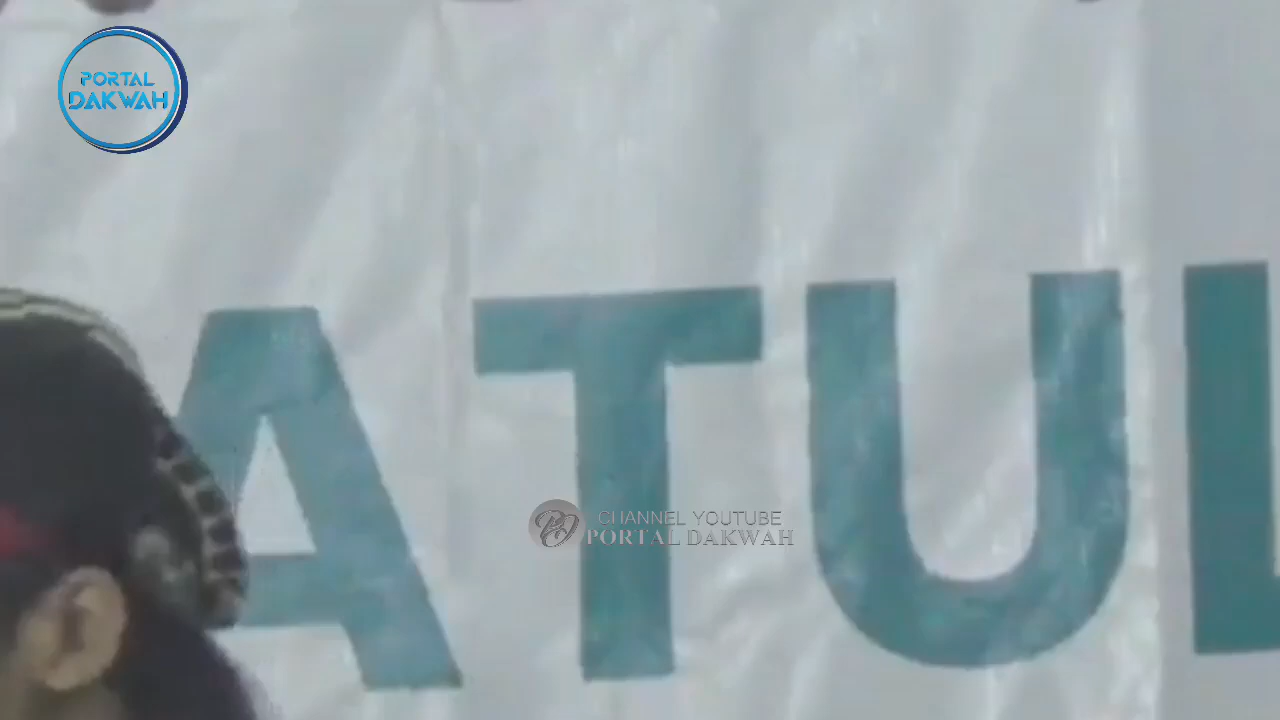 PORTAL
DAKWAH
ATUL
CHANNEL YOUTUBE
PORTAL DAKWAH